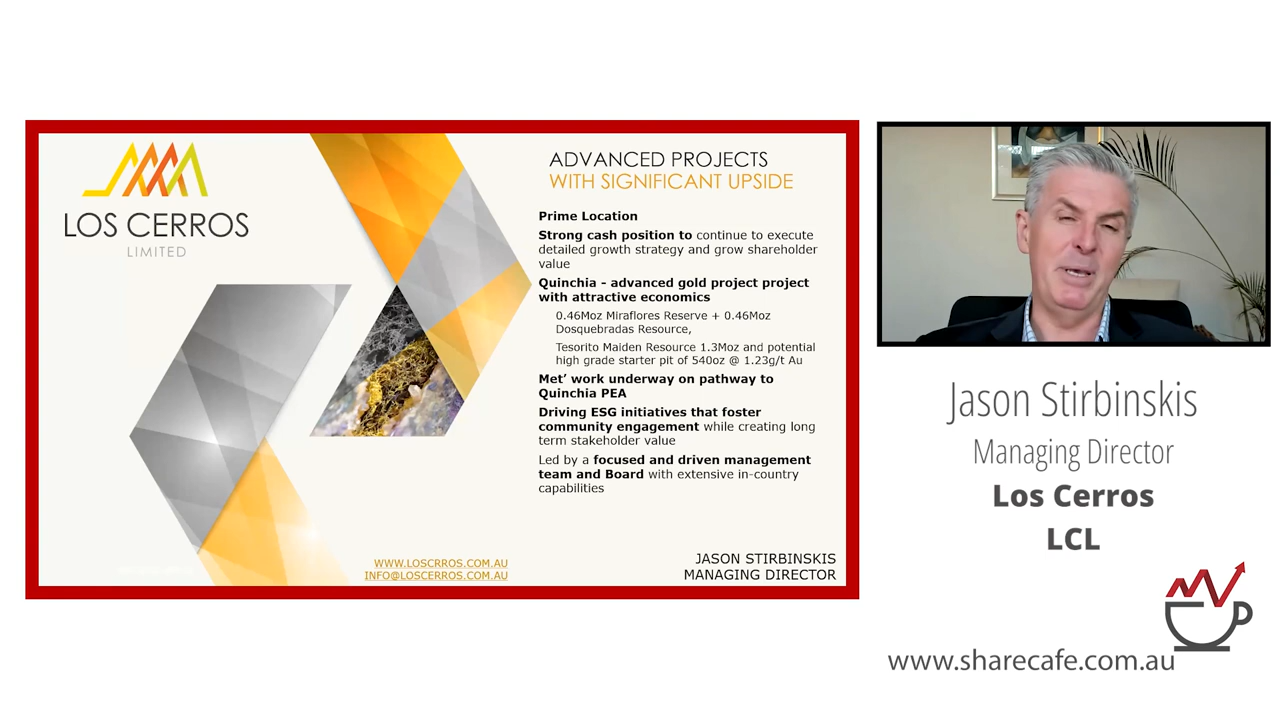 LOS CERROS
LIMITED
ADVANCED PROJECTS
WITH SIGNIFICANT UPSIDE
Prime Location
Strong cash position to continue to execute
detailed growth strategy and grow shareholder
value
Quinchia - advanced gold project project
with attractive economics
0.46Moz Miraflores Reserve + 0.46Moz
Dosquebradas Resource,
Tesorito Maiden Resource 1.3Moz and potential
high grade starter pit of 540oz @ 1.23g/t Au
Met’ work underway on pathway to
Quinchia PEA
Driving ESG initiatives that foster
community engagement while creating long
term stakeholder value
Led by a focused and driven management
team and Board with extensive in-country
capabilities
WWW.LOSCRROS.COM.AU
INFO@LOSCERROS.COM.AU
JASON STIRBINSKIS
MANAGING DIRECTOR
Jason Stirbinskis
Managing Director
Los Cerros
LCL
www.sharecafe.com.au